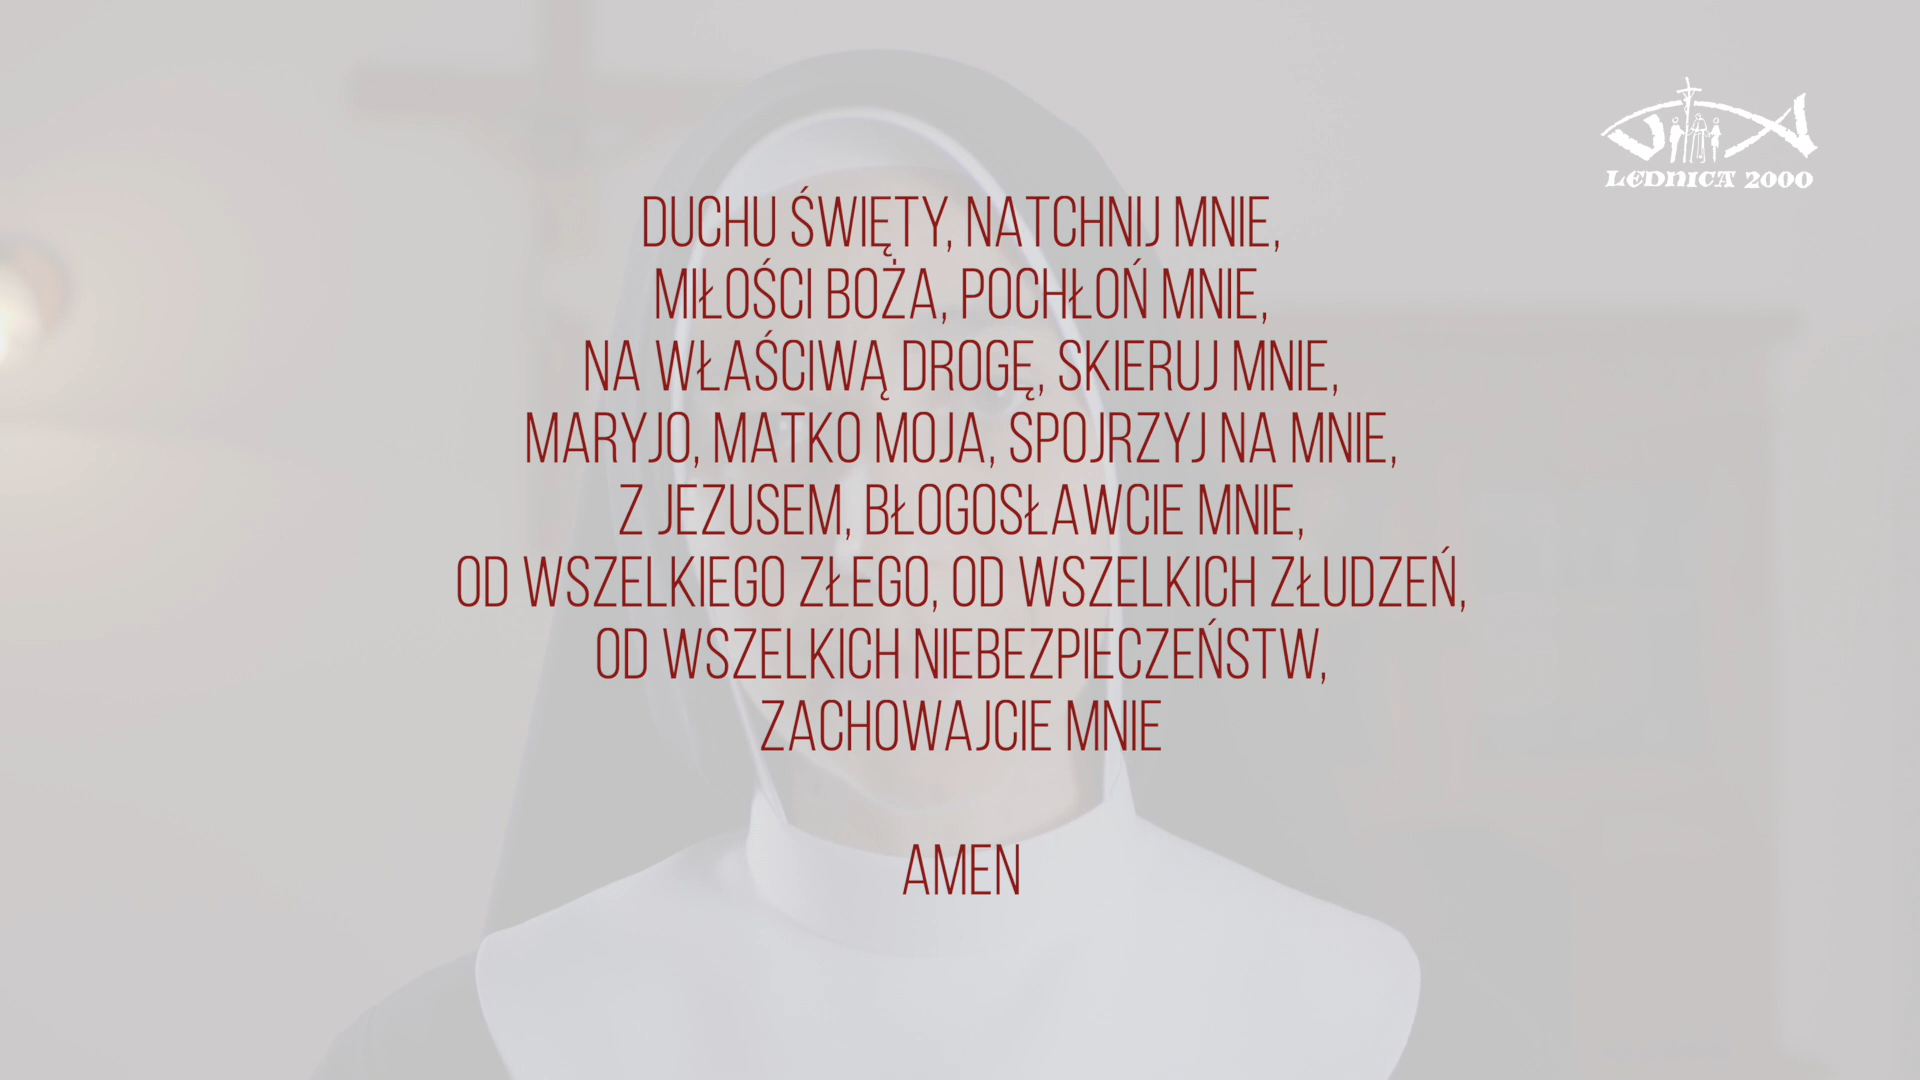 LEDNICA 2000
DUCHU ŚWIĘTY, NATCHNIJ MNIE,
MIŁOŚCI BOŻA, POCHŁOŃ MNIE,
NA WŁAŚCIWĄ DROGĘ, SKIERUJ MNIE,
MARYJO, MATKO MOJA, SPOJRZYJ NA MNIE,
Z JEZUSEM, BŁOGOSŁAWCIE MNIE,
OD WSZELKIEGO ZŁEGO, OD WSZELKICH ZŁUDZEŃ,
OD WSZELKICH NIEBEZPIECZEŃSTW,
ZACHOWAJCIE MNIE
AMEN